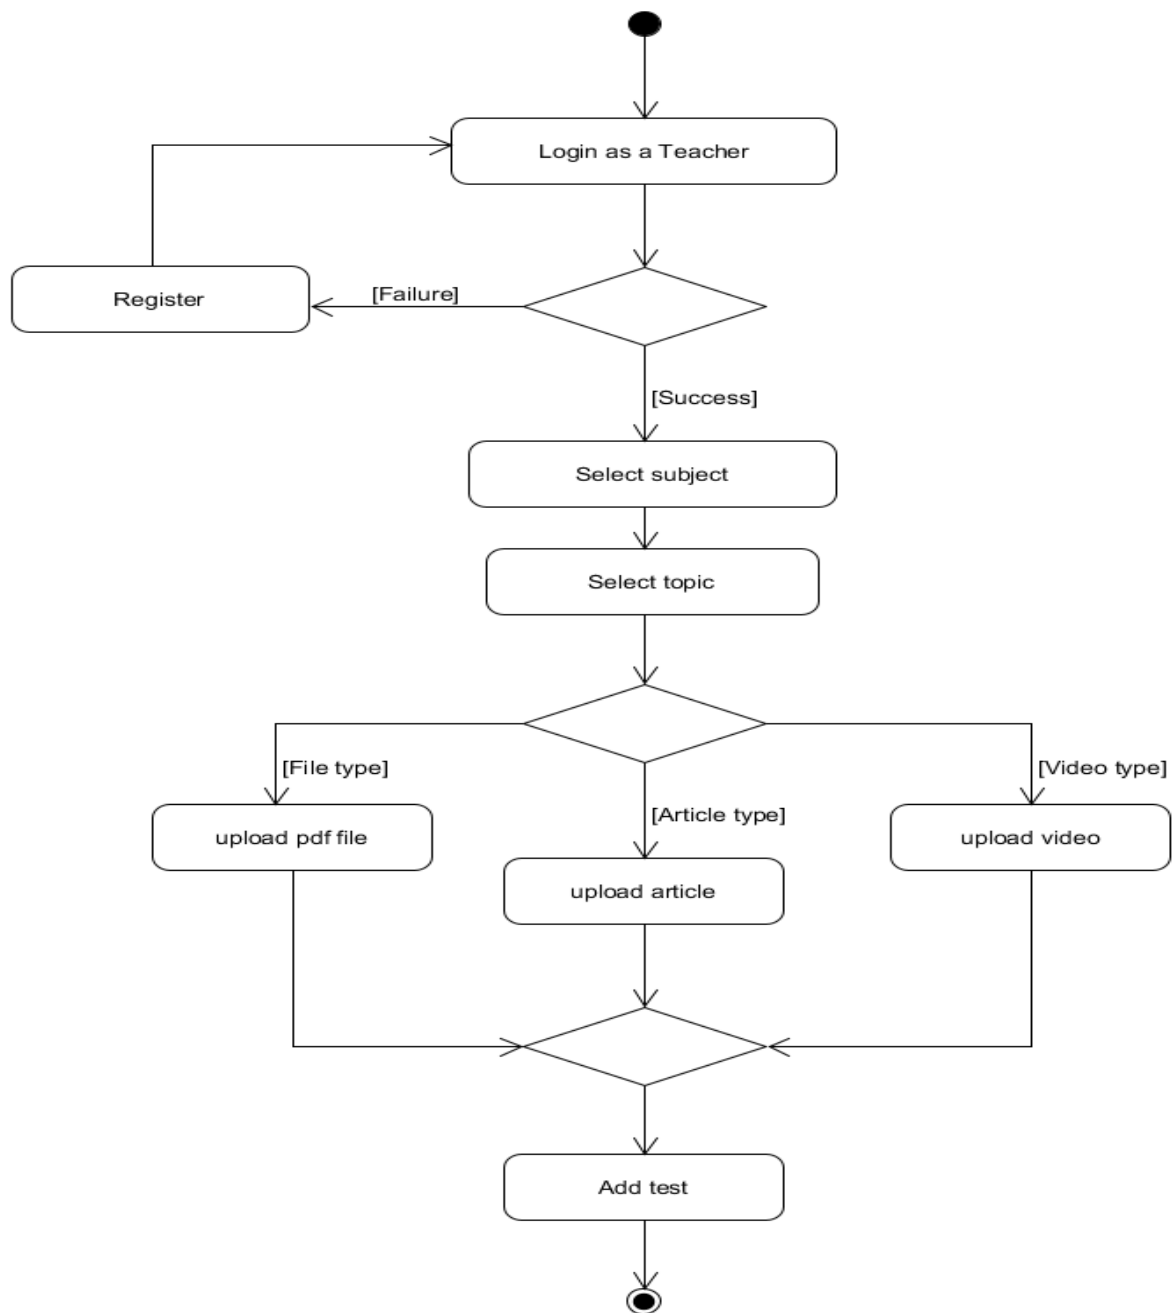 Login as a Teacher
Register
[Failure]
[Success]
Select subject
Select topic
[File type]
[Video type]
[Article type]
upload pdf file
upload video
upload article
Add test